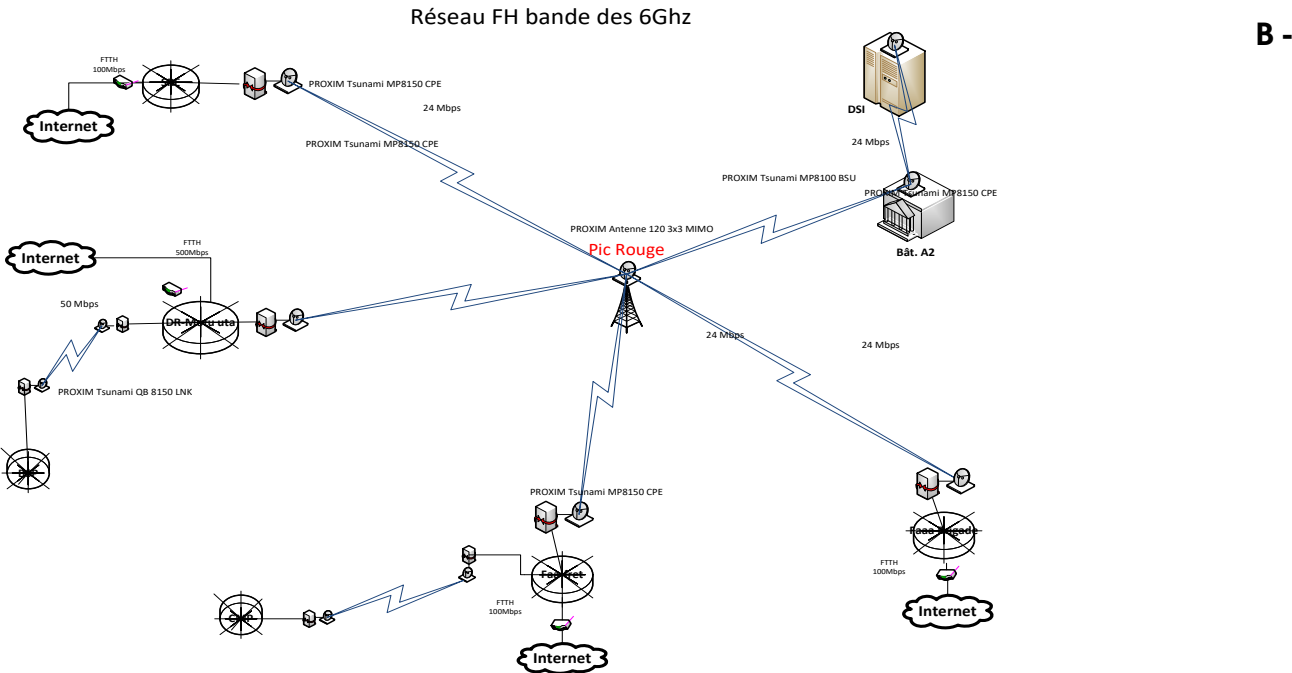 Réseau FH bande des 6Ghz
B -
FTTH
100Mbps
PROXIM Tsunami MP8150 CPE
24 Mbps
Internet
PROXIM Tsunami MP8150 CPE
DSI
24 Mbps
PROXIM Tsunami MP8100 BSU
PROXIM Tsunami MP8150 CPE
Bât. A2
PROXIM Antenne 120 3x3 MIMO
Pic Rouge
FTTH
500Mbps
Internet
50 Mbps
PROXIM Tsunami QB 8150 LNK
24 Mbps
24 Mbps
PROXIM Tsunami MP8150 CPE
Faaa Brigade
FTTH
100Mbps
Internet
FTTH
100Mbps
Internet